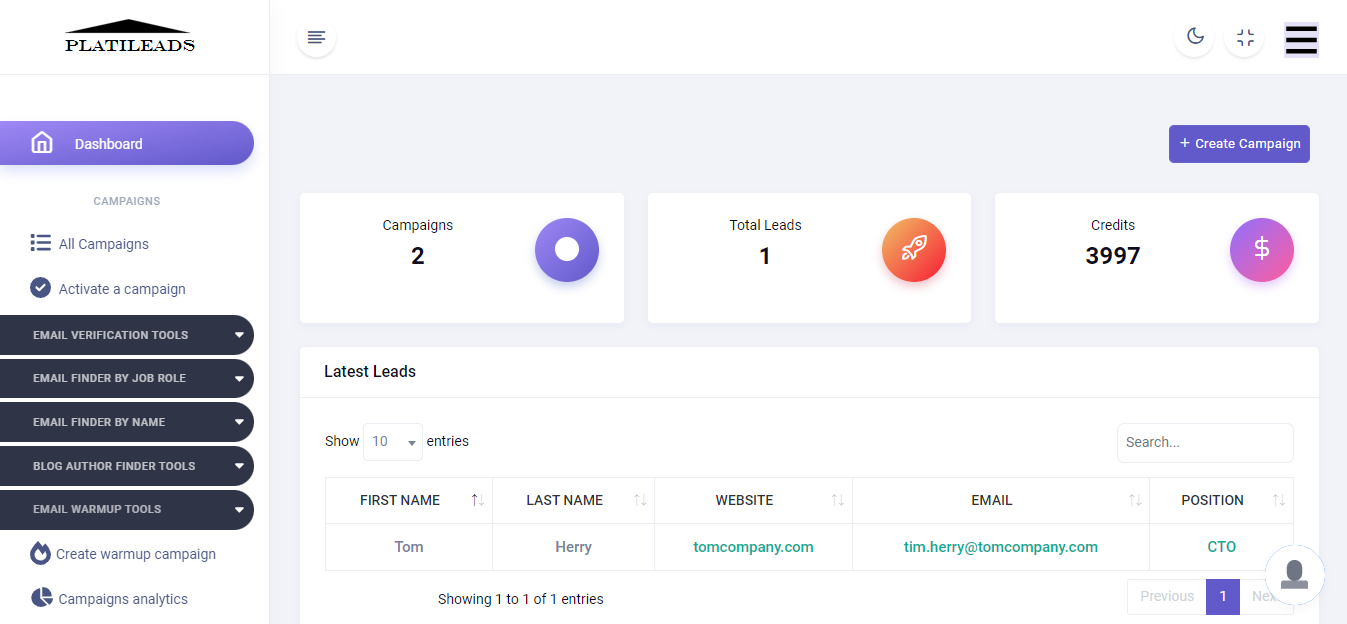 PLATILEADS
Dashboard
CAMPAIGNS
All Campaigns
Activate a campaign
EMAIL VERIFICATION TOOLS
EMAIL FINDER BY JOB ROLE
EMAIL FINDER BY NAME
BLOG AUTHOR FINDER TOOLS
EMAIL WARMUP TOOLS
Create warmup campaign
Campaigns analytics
+ Create Campaign
Campaigns
2
Total Leads
1
Credits
3997
$
Latest Leads
Show 10 entries
Search...
FIRST NAME LAST NAME WEBSITE EMAIL POSITION
Tom Herry tomcompany.com tim.herry@tomcompany.com CTO
Showing 1 to 1 of 1 entries
Previous 1